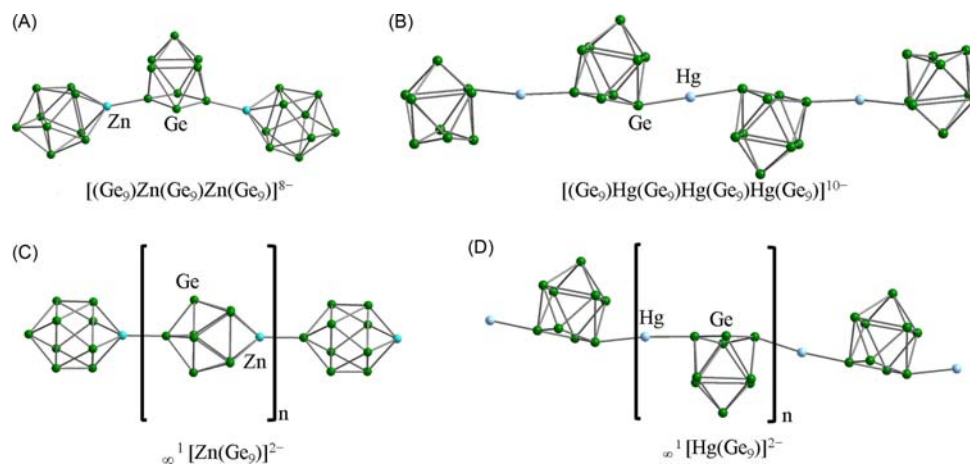 (A)
Zn
Ge
[(Ge₉)Zn(Ge₉)Zn(Ge₉)]⁸⁻
(B)
Hg
Ge
[(Ge₉)Hg(Ge₉)Hg(Ge₉)Hg(Ge₉)]¹⁰⁻
(C)
Ge
Zn
n
∞¹ [Zn(Ge₉)]²⁻
(D)
Hg
Ge
n
∞¹ [Hg(Ge₉)]²⁻